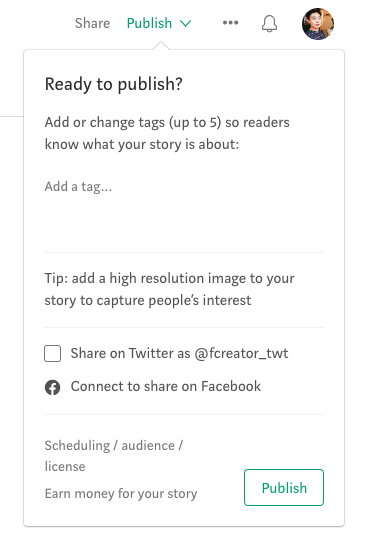 Share Publish
Ready to publish?
Add or change tags (up to 5) so readers
know what your story is about:
Add a tag...
Tip: add a high resolution image to your
story to capture people’s interest
Share on Twitter as @fcreator_twt
Connect to share on Facebook
Scheduling / audience /
license
Earn money for your story
Publish